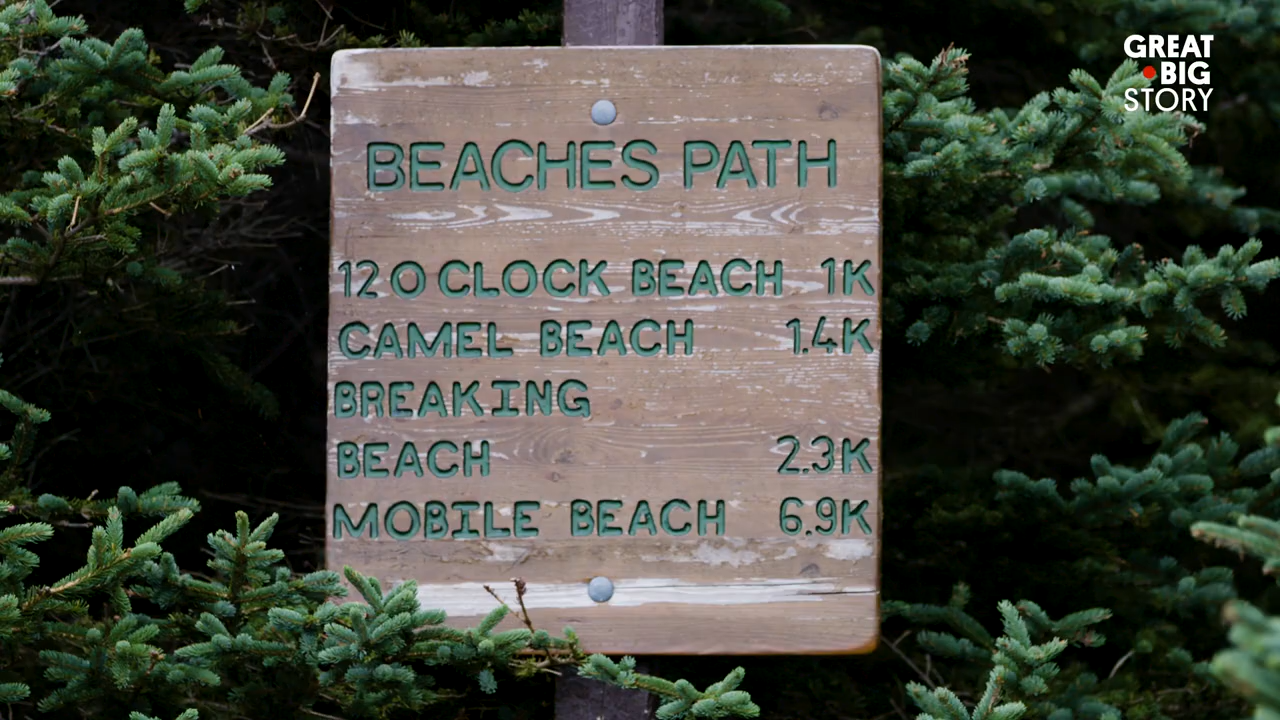 GREAT
BIG
STORY
BEACHES PATH
12 O CLOCK BEACH 1K
CAMEL BEACH 1.4K
BREAKING
BEACH 2.3K
MOBILE BEACH 6.9K